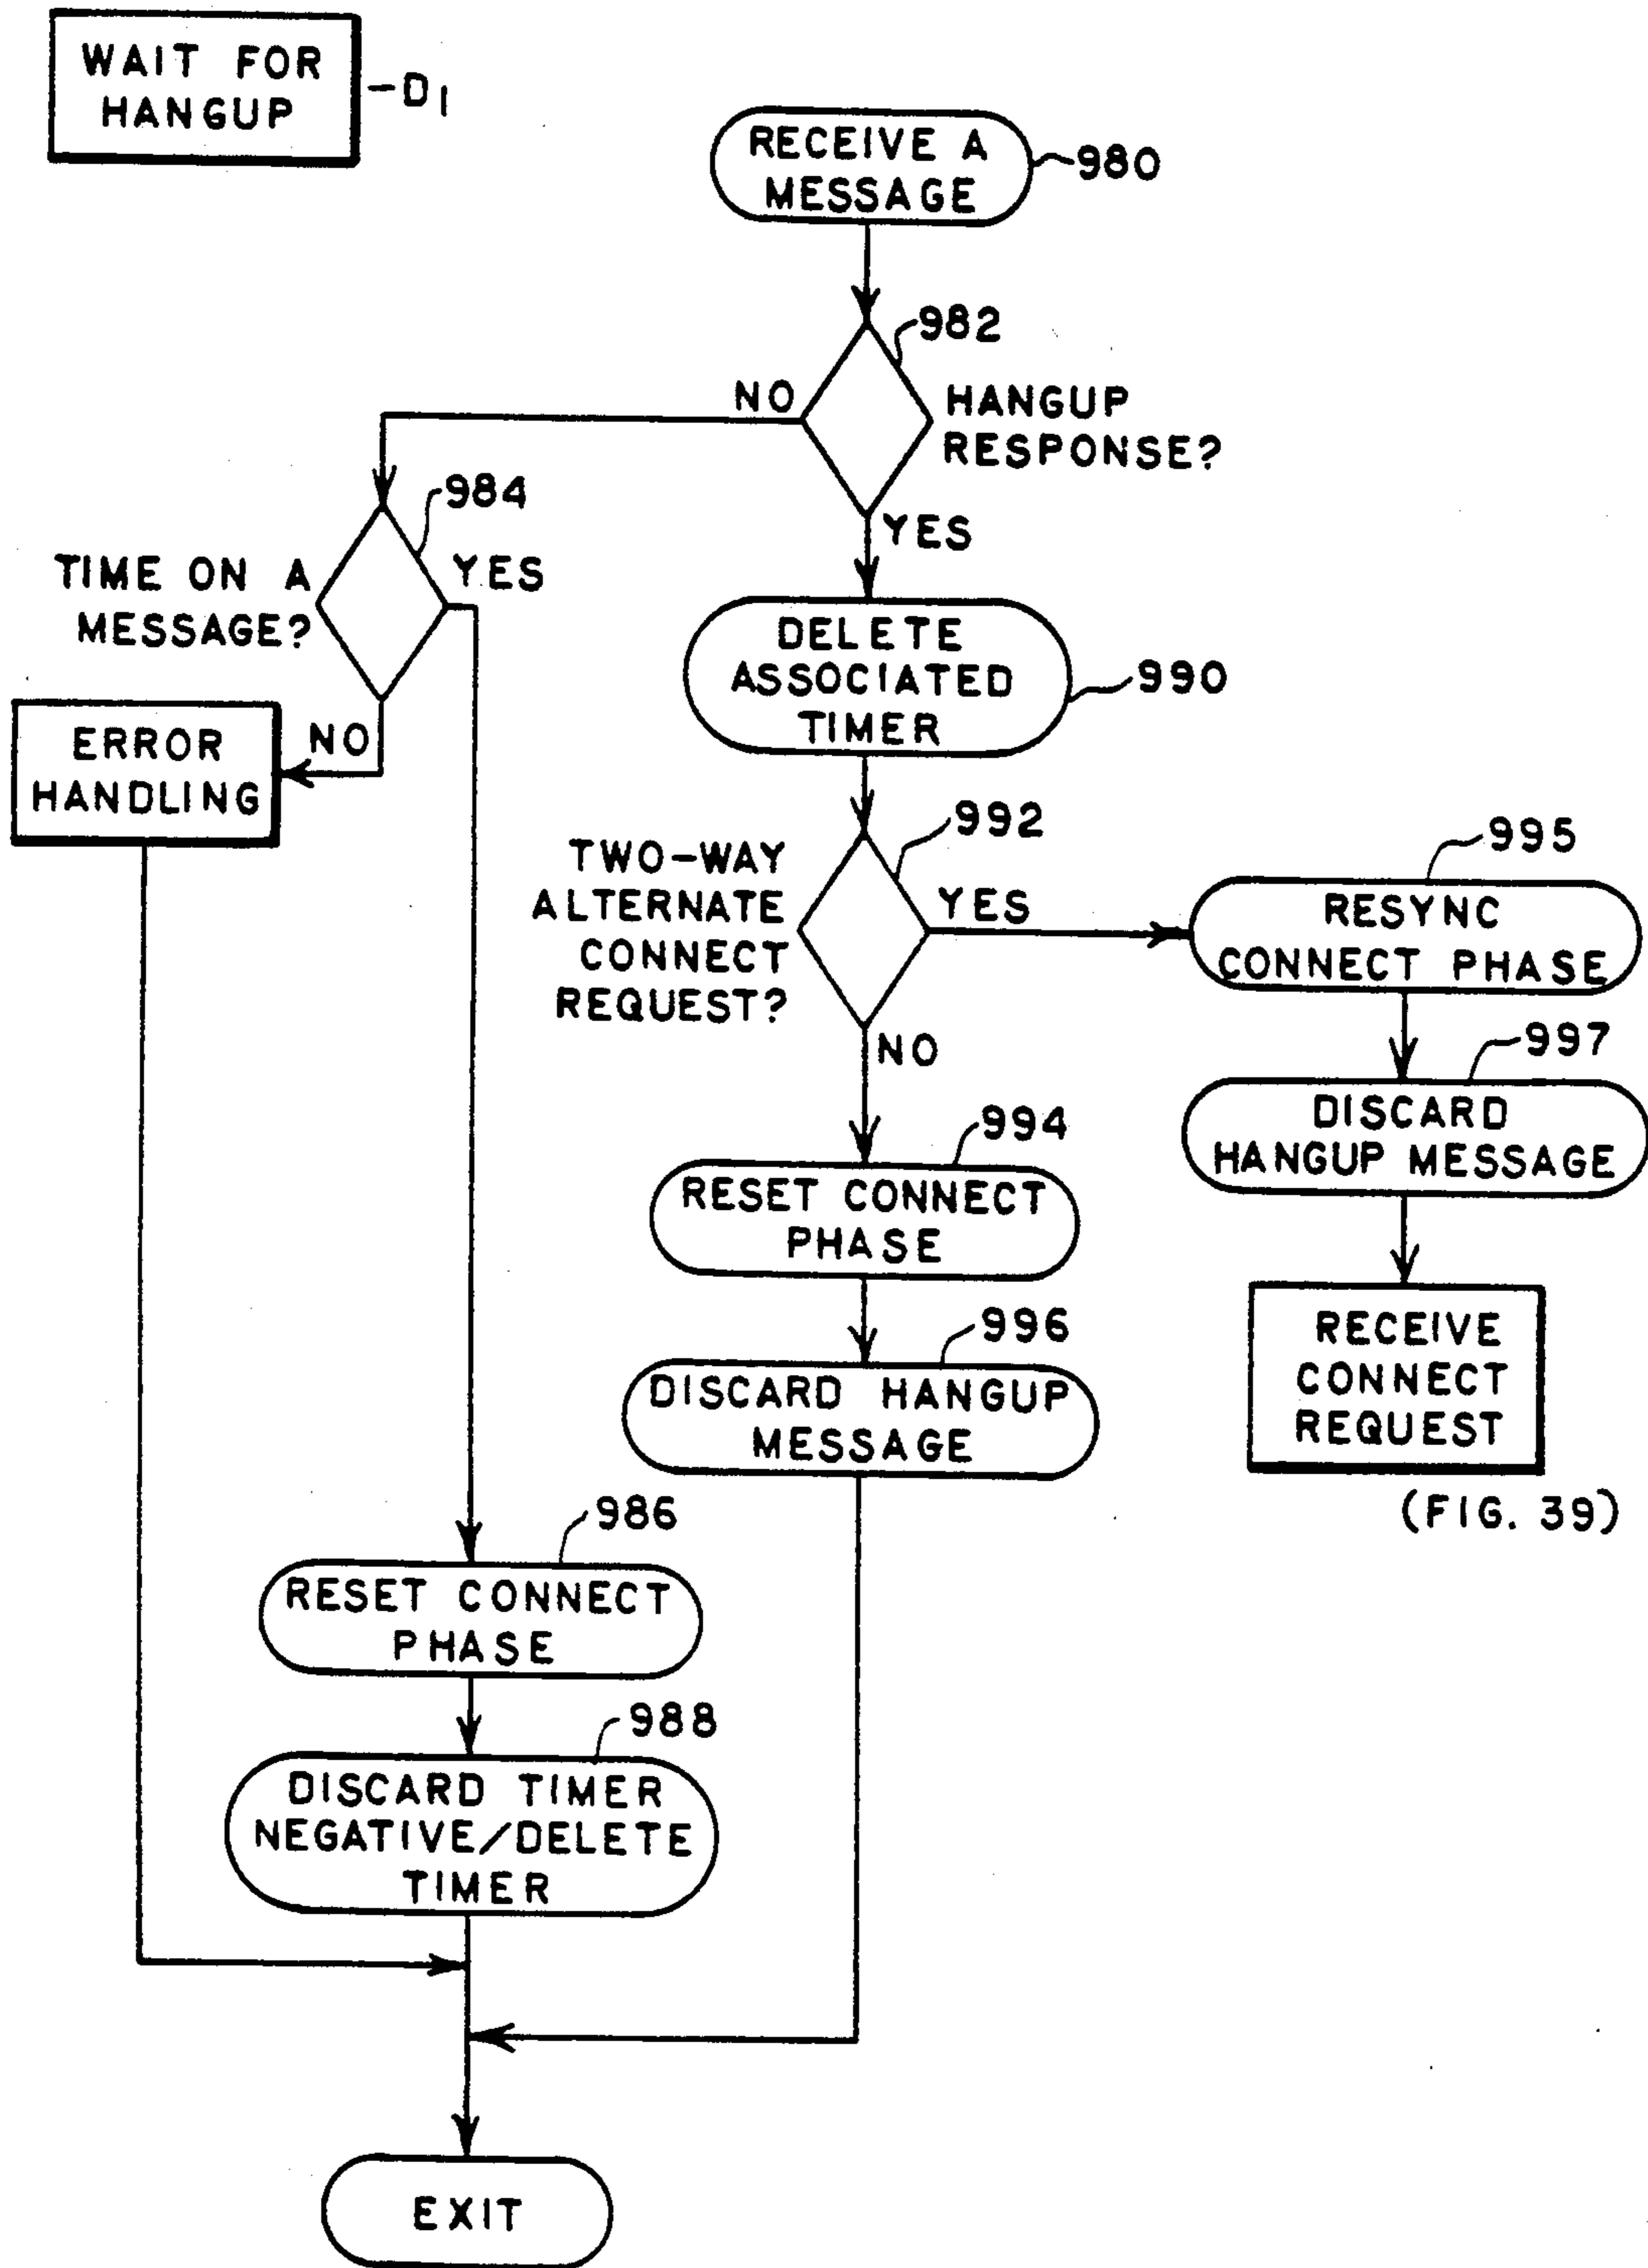 WAIT FOR
HANGUP
-D1
RECEIVE A
MESSAGE
980
982
NO
HANGUP
RESPONSE?
984
YES
TIME ON A
MESSAGE?
YES
DELETE
ASSOCIATED
TIMER
990
ERROR
HANDLING
NO
992
TWO-WAY
ALTERNATE
CONNECT
REQUEST?
YES
995
RESYNC
CONNECT PHASE
NO
997
DISCARD
HANGUP MESSAGE
994
RESET CONNECT
PHASE
RECEIVE
CONNECT
REQUEST
(FIG. 39)
996
DISCARD HANGUP
MESSAGE
986
RESET CONNECT
PHASE
988
DISCARD TIMER
NEGATIVE/DELETE
TIMER
EXIT